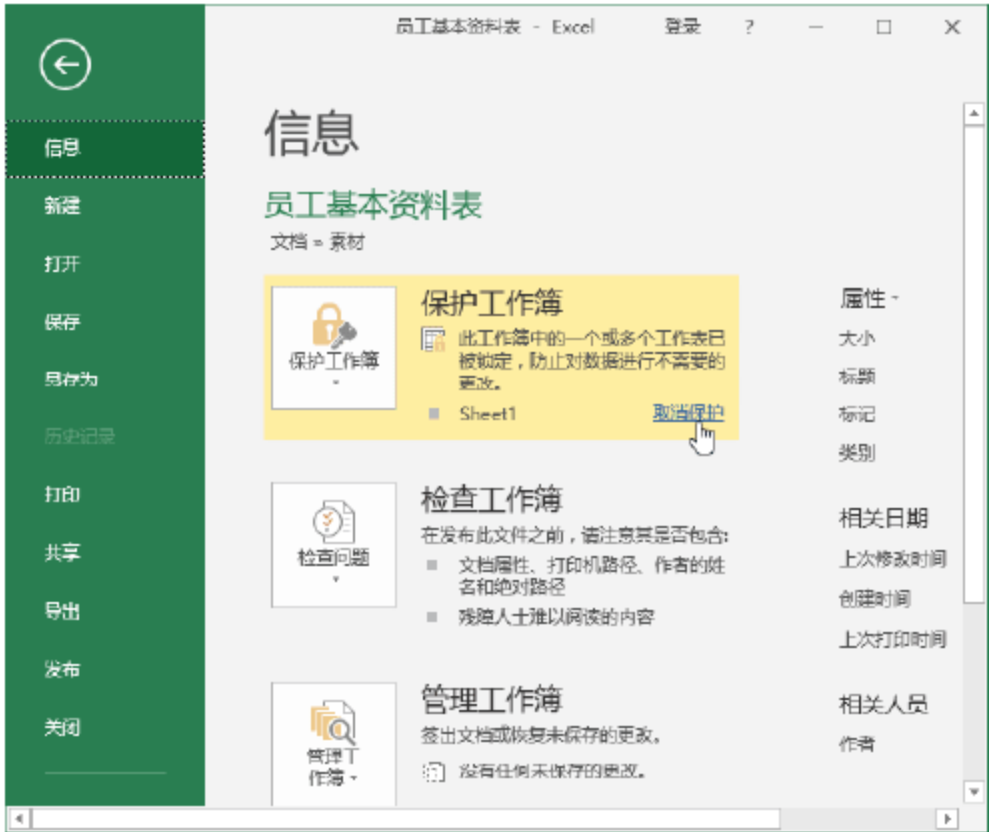 员工基本资料表 - Excel 登录 ?
信息
新建
打开
保存
另存为
历史记录
打印
共享
导出
发布
关闭
信息
员工基本资料表
文档 » 素材
保护工作簿
保护工作簿
此工作簿中的一个或多个工作表已
被锁定，防止对数据进行不需要的
更改。
Sheet1 取消保护
检查问题
检查工作簿
在发布此文件之前，请注意其是否包含:
文档属性、打印机路径、作者的姓
名和绝对路径
残障人士难以阅读的内容
管理工
作簿
管理工作簿
签出文档或恢复未保存的更改。
没有任何未保存的更改。
属性
大小
标题
标记
类别
相关日期
上次修改时间
创建时间
上次打印时间
相关人员
作者